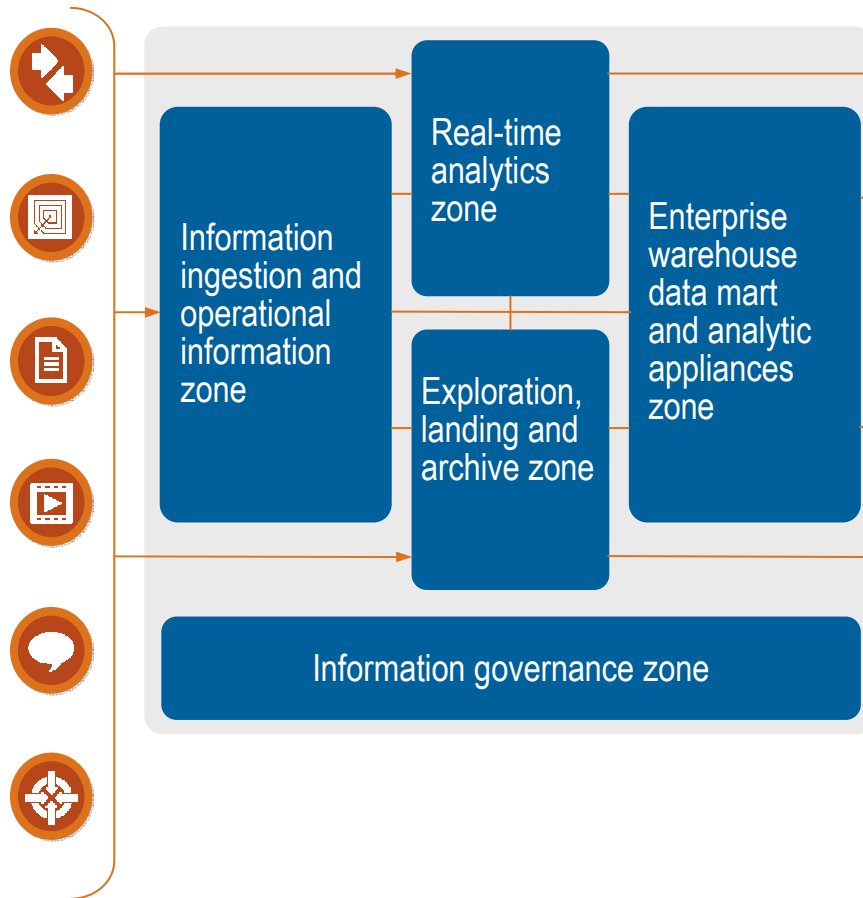 Real-time
analytics
zone
Information
ingestion and
operational
information
zone
Enterprise
warehouse
data mart
and analytic
appliances
zone
Exploration,
landing and
archive zone
Information governance zone